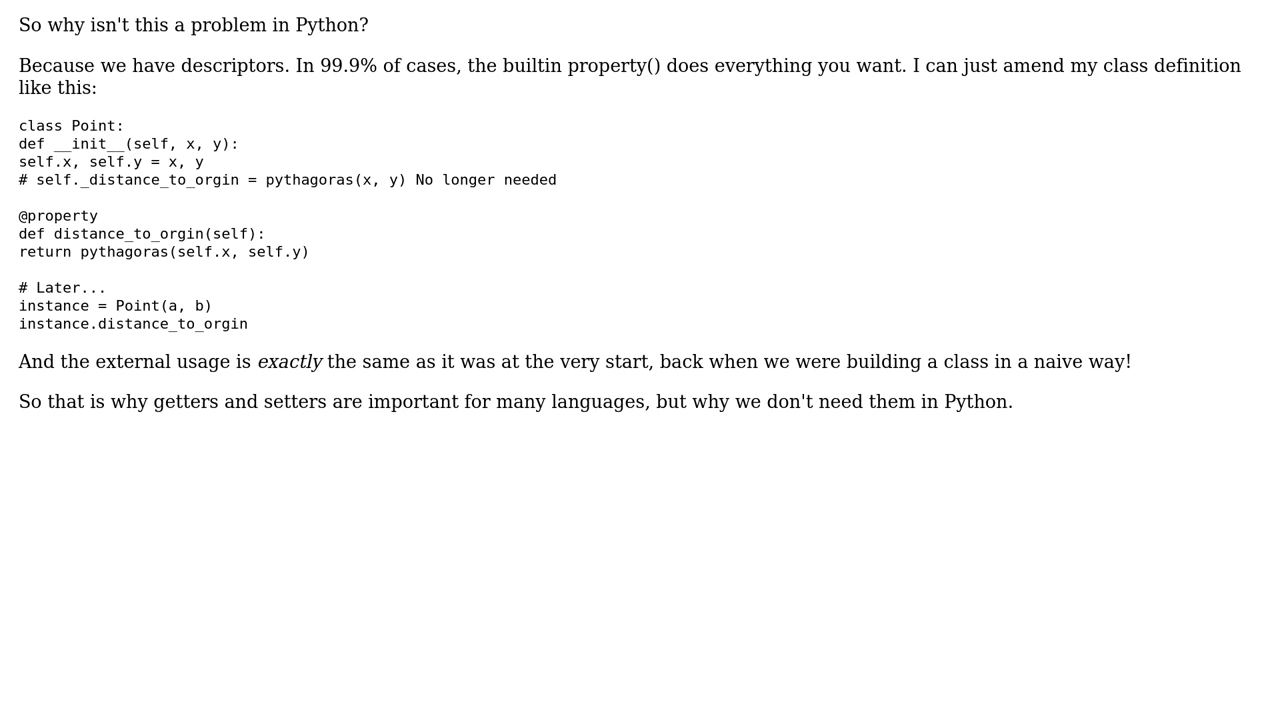 So why isn't this a problem in Python?
Because we have descriptors. In 99.9% of cases, the builtin property() does everything you want. I can just amend my class definition
like this:
class Point:
def __init__(self, x, y):
self.x, self.y = x, y
# self._distance_to_orgin = pythagoras(x, y) No longer needed
@property
def distance_to_orgin(self):
return pythagoras(self.x, self.y)
# Later...
instance = Point(a, b)
instance.distance_to_orgin
And the external usage is exactly the same as it was at the very start, back when we were building a class in a naive way!
So that is why getters and setters are important for many languages, but why we don't need them in Python.